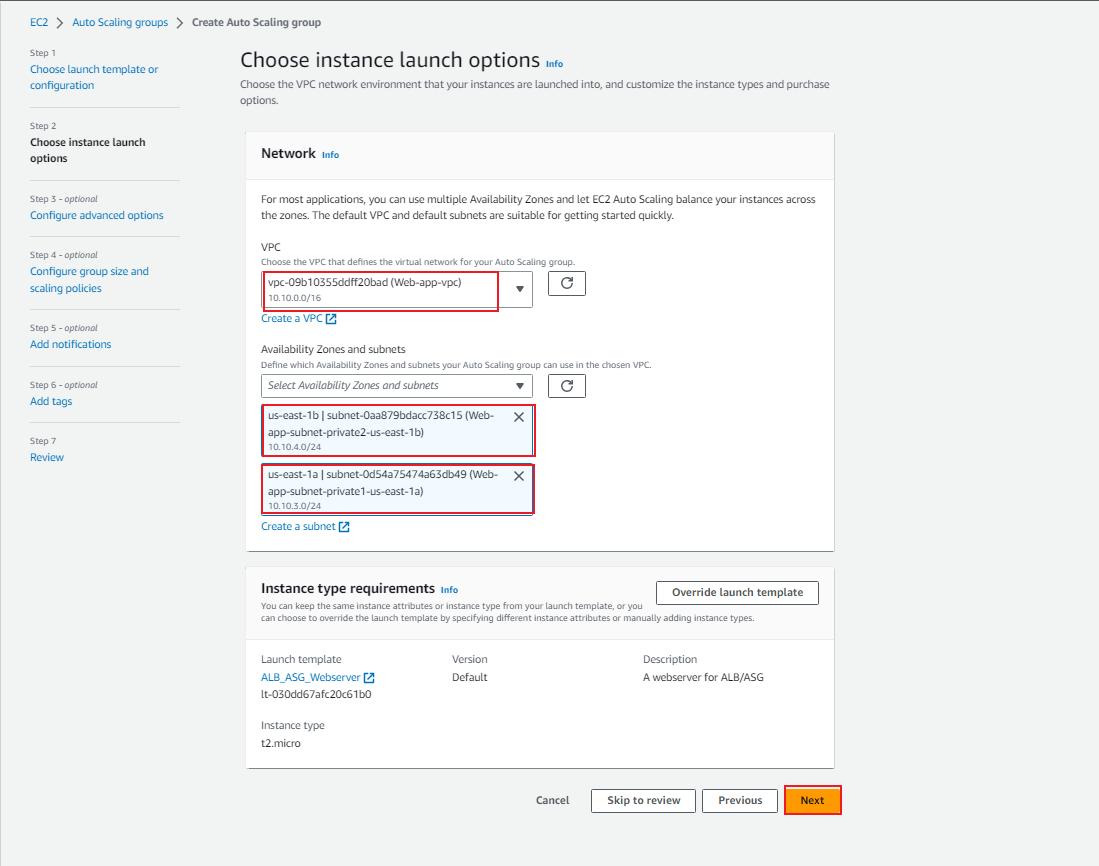 EC2 > Auto Scaling groups > Create Auto Scaling group
Step 1
Choose launch template or
configuration
Step 2
Choose instance launch
options
Step 3 - optional
Configure advanced options
Step 4 - optional
Configure group size and
scaling policies
Step 5 - optional
Add notifications
Step 6 - optional
Add tags
Step 7
Review
Choose instance launch options Info
Choose the VPC network environment that your instances are launched into, and customize the instance types and purchase
options.
Network Info
For most applications, you can use multiple Availability Zones and let EC2 Auto Scaling balance your instances across
the zones. The default VPC and default subnets are suitable for getting started quickly.
VPC
Choose the VPC that defines the virtual network for your Auto Scaling group.
vpc-09b10355ddff20bad (Web-app-vpc)
10.10.0.0/16
Create a VPC
Availability Zones and subnets
Define which Availability Zones and subnets your Auto Scaling group can use in the chosen VPC.
Select Availability Zones and subnets
us-east-1b | subnet-0aa879bdacc738c15 (Web-
app-subnet-private2-us-east-1b)
10.10.4.0/24
us-east-1a | subnet-0d54a75474a63db49 (Web-
app-subnet-private1-us-east-1a)
10.10.3.0/24
Create a subnet
Instance type requirements Info
You can keep the same instance attributes or instance type from your launch template, or you
can choose to override the launch template by specifying different instance attributes or manually adding instance types.
Override launch template
Launch template
ALB_ASG_Webserver
lt-030dd67afc20c61b0
Version
Default
Description
A webserver for ALB/ASG
Instance type
t2.micro
Cancel
Skip to review
Previous
Next